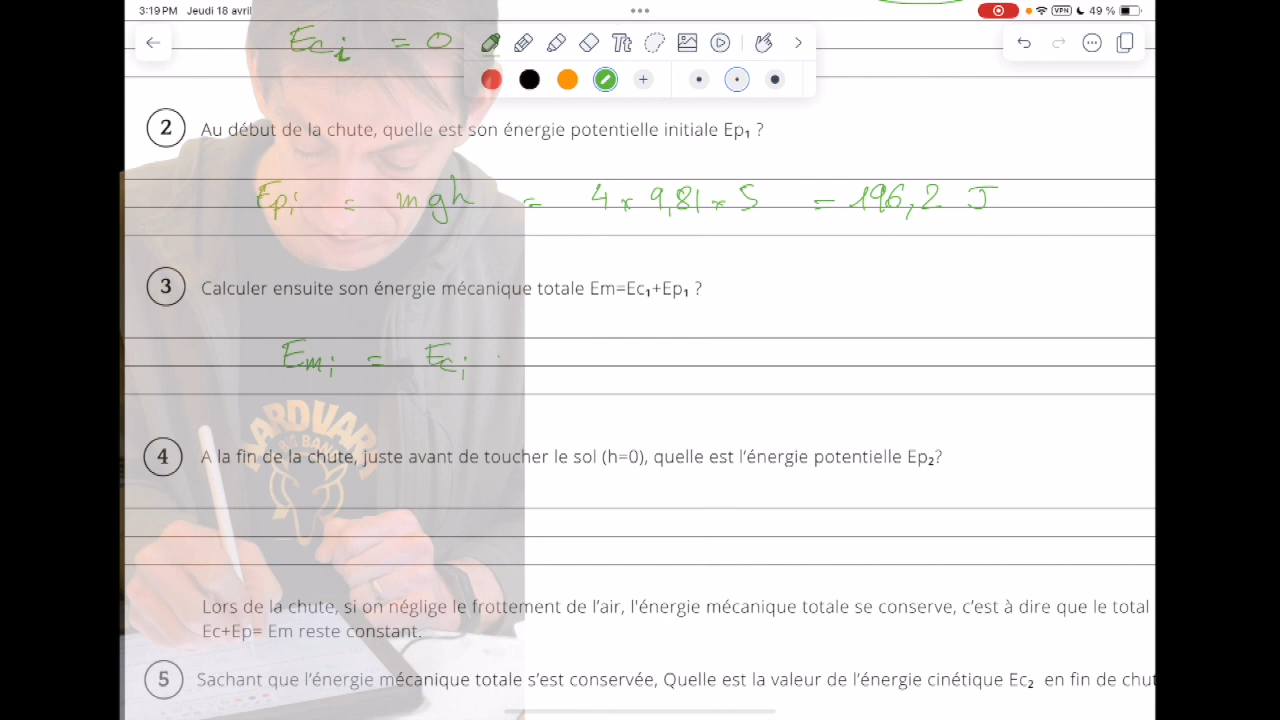 3:19 PM Jeudi 18 avril
49 %
VPN
Eci = 0
Tt
2 Au début de la chute, quelle est son énergie potentielle initiale Ep₁ ?
Epi = mgh = 4 × 9,81 × 5 = 196,2 J
3 Calculer ensuite son énergie mécanique totale Em=Ec₁+Ep₁ ?
Emi = Eci
AARDVARK
BIG BAND
4 A la fin de la chute, juste avant de toucher le sol (h=0), quelle est l’énergie potentielle Ep₂?
Lors de la chute, si on néglige le frottement de l’air, l'énergie mécanique totale se conserve, c’est à dire que le total
Ec+Ep= Em reste constant.
5 Sachant que l’énergie mécanique totale s’est conservée, Quelle est la valeur de l’énergie cinétique Ec₂ en fin de chut